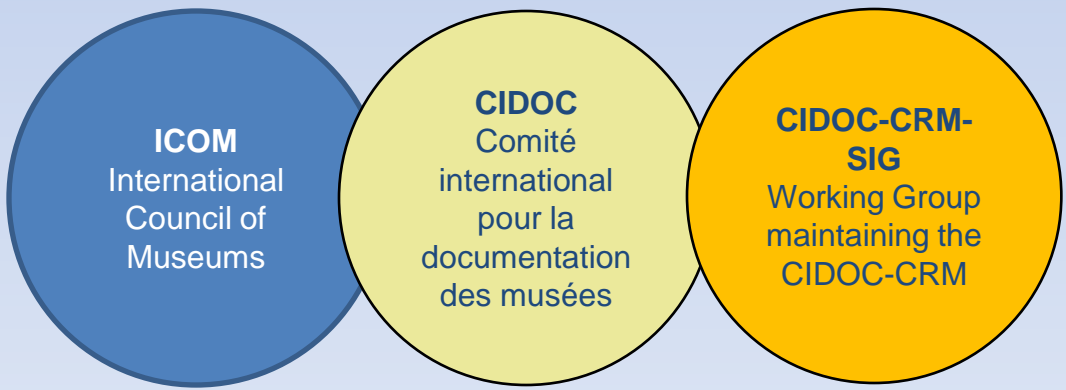 ICOM
International
Council of
Museums
CIDOC
Comité
international
pour la
documentation
des musées
CIDOC-CRM-
SIG
Working Group
maintaining the
CIDOC-CRM